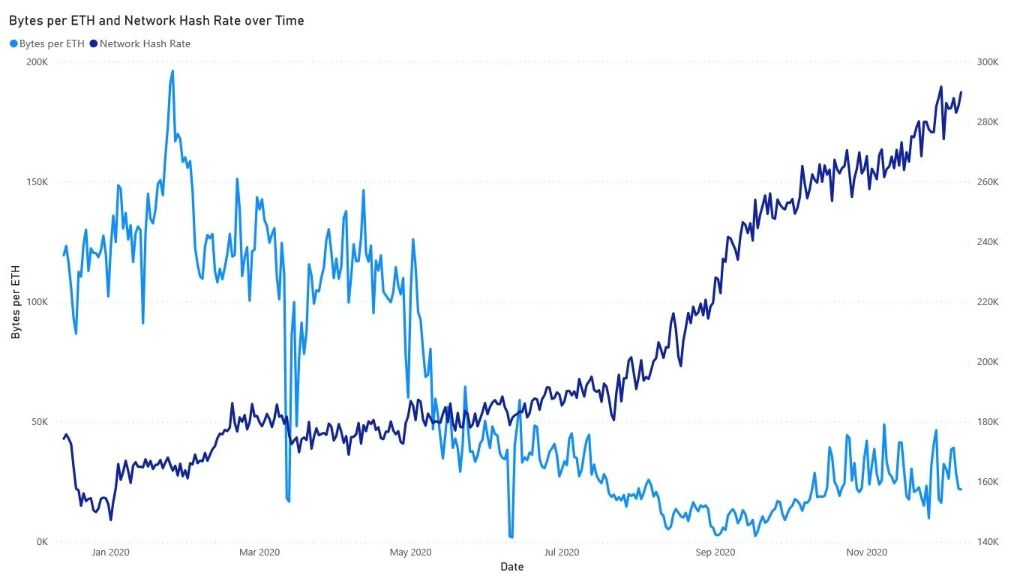 Bytes per ETH and Network Hash Rate over Time
Bytes per ETH Network Hash Rate
200K 300K
280K
150K 260K
240K
Bytes per ETH
100K 220K
200K
50K 180K
160K
0K 140K
Jan 2020 Mar 2020 May 2020 Jul 2020 Sep 2020 Nov 2020
Date